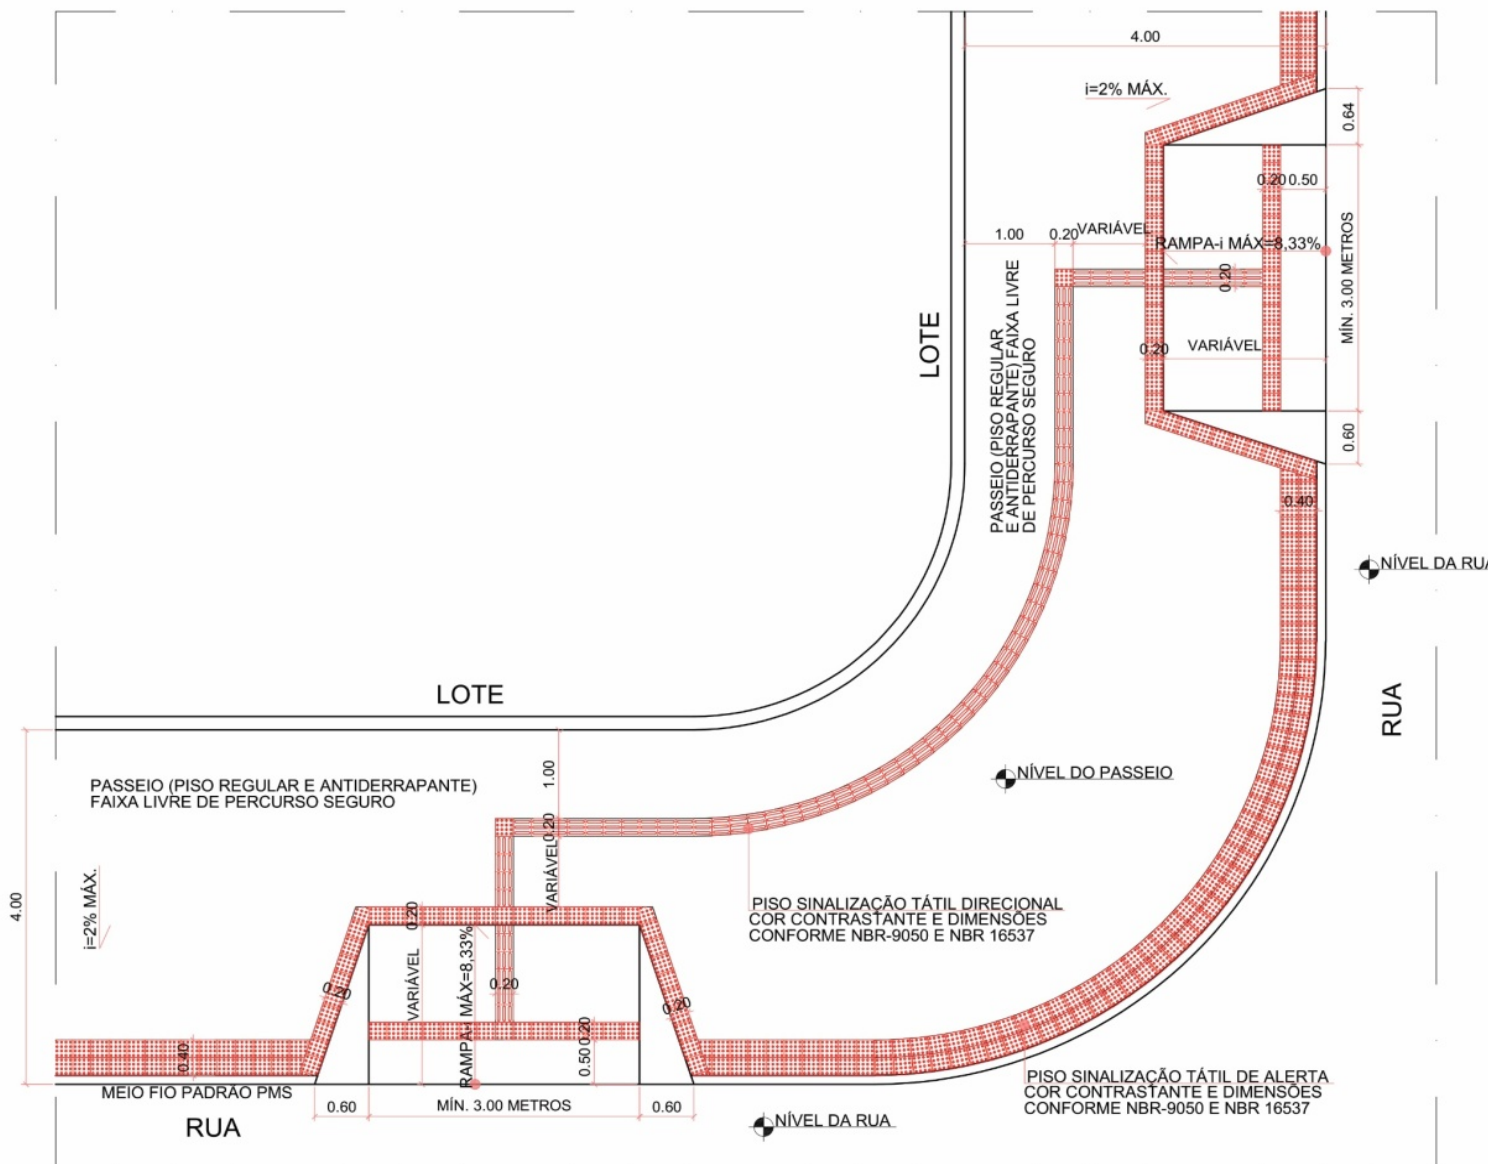 4.00
i=2% MÁX.
0.64
0.20
0.50
1.00
0.20
VARIÁVEL
RAMPA-i MÁX=8,33%
0.20
MÍN. 3.00 METROS
PASSEIO (PISO REGULAR
E ANTIDERRAPANTE) FAIXA LIVRE
DE PERCURSO SEGURO
LOTE
0.20
VARIÁVEL
0.60
0.40
NÍVEL DA RUA
RUA
LOTE
NÍVEL DO PASSEIO
PASSEIO (PISO REGULAR E ANTIDERRAPANTE)
FAIXA LIVRE DE PERCURSO SEGURO
1.00
0.20
VARIÁVEL
4.00
i=2% MÁX.
0.20
VARIÁVEL
RAMPA-i MÁX=8,33%
0.20
0.20
0.20
0.20
0.50
0.40
PISO SINALIZAÇÃO TÁTIL DIRECIONAL
COR CONTRASTANTE E DIMENSÕES
CONFORME NBR-9050 E NBR 16537
MEIO FIO PADRÃO PMS
0.60
MÍN. 3.00 METROS
0.60
RUA
NÍVEL DA RUA
PISO SINALIZAÇÃO TÁTIL DE ALERTA
COR CONTRASTANTE E DIMENSÕES
CONFORME NBR-9050 E NBR 16537